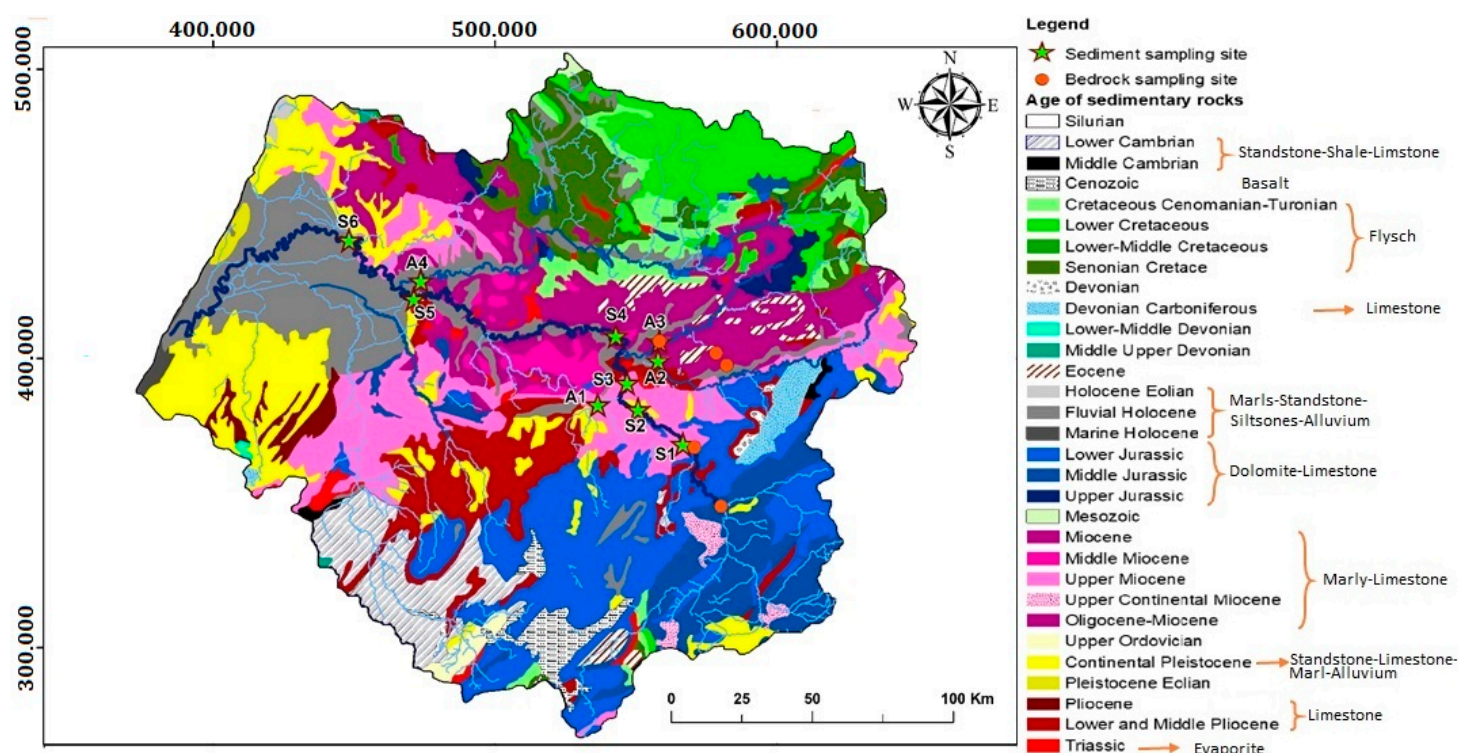 400.000 500.000 600.000
500.000
400.000
300.000
N
W E
S
S6
A4
S5
S4 A3
S3 A2
A1
S2
S1
0 25 50 100 Km
Legend
Sediment sampling site
Bedrock sampling site
Age of sedimentary rocks
Silurian
Lower Cambrian
Standstone-Shale-Limstone
Middle Cambrian
Cenozoic Basalt
Cretaceous Cenomanian-Turonian
Lower Cretaceous
Flysch
Lower-Middle Cretaceous
Senonian Cretace
Devonian
Devonian Carboniferous Limestone
Lower-Middle Devonian
Middle Upper Devonian
Eocene
Holocene Eolian
Marls-Standstone-
Fluvial Holocene
Siltsones-Alluvium
Marine Holocene
Lower Jurassic
Middle Jurassic Dolomite-Limestone
Upper Jurassic
Mesozoic
Miocene
Middle Miocene
Upper Miocene Marly-Limestone
Upper Continental Miocene
Oligocene-Miocene
Upper Ordovician
Continental Pleistocene Standstone-Limestone-
Marl-Alluvium
Pleistocene Eolian
Pliocene
Limestone
Lower and Middle Pliocene
Triassic Evaporite